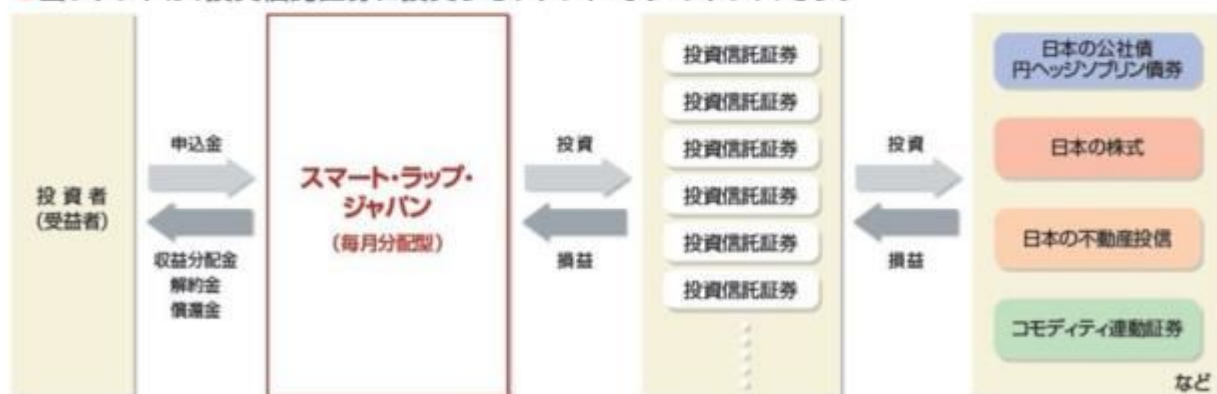 投資者
(受益者)
申込金
収益分配金
解約金
償還金
スマート・ラップ・
ジャパン
(毎月分配型)
投資
損益
投資信託証券
投資信託証券
投資信託証券
投資信託証券
投資信託証券
投資信託証券
投資
損益
日本の公社債
円ヘッジソブリン債券
日本の株式
日本の不動産投信
コモディティ連動証券
など